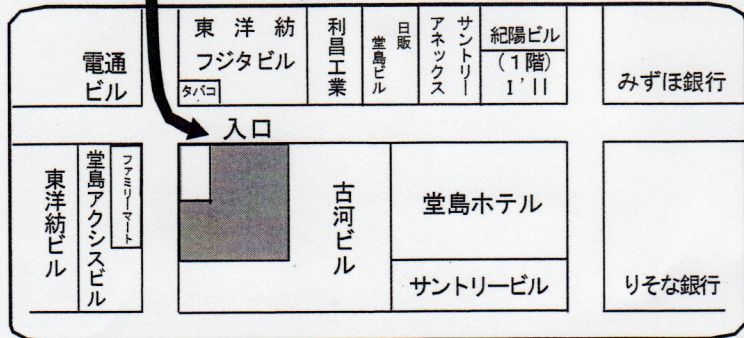 電通
ビル
東洋紡
フジタビル
タバコ
利昌工業
日販
堂島ビル
サントリー
アネックス
紀陽ビル
(1階)
I'll
みずほ銀行
入口
東洋紡ビル
堂島アクシスビル
ファミリーマート
古河ビル
堂島ホテル
サントリービル
りそな銀行